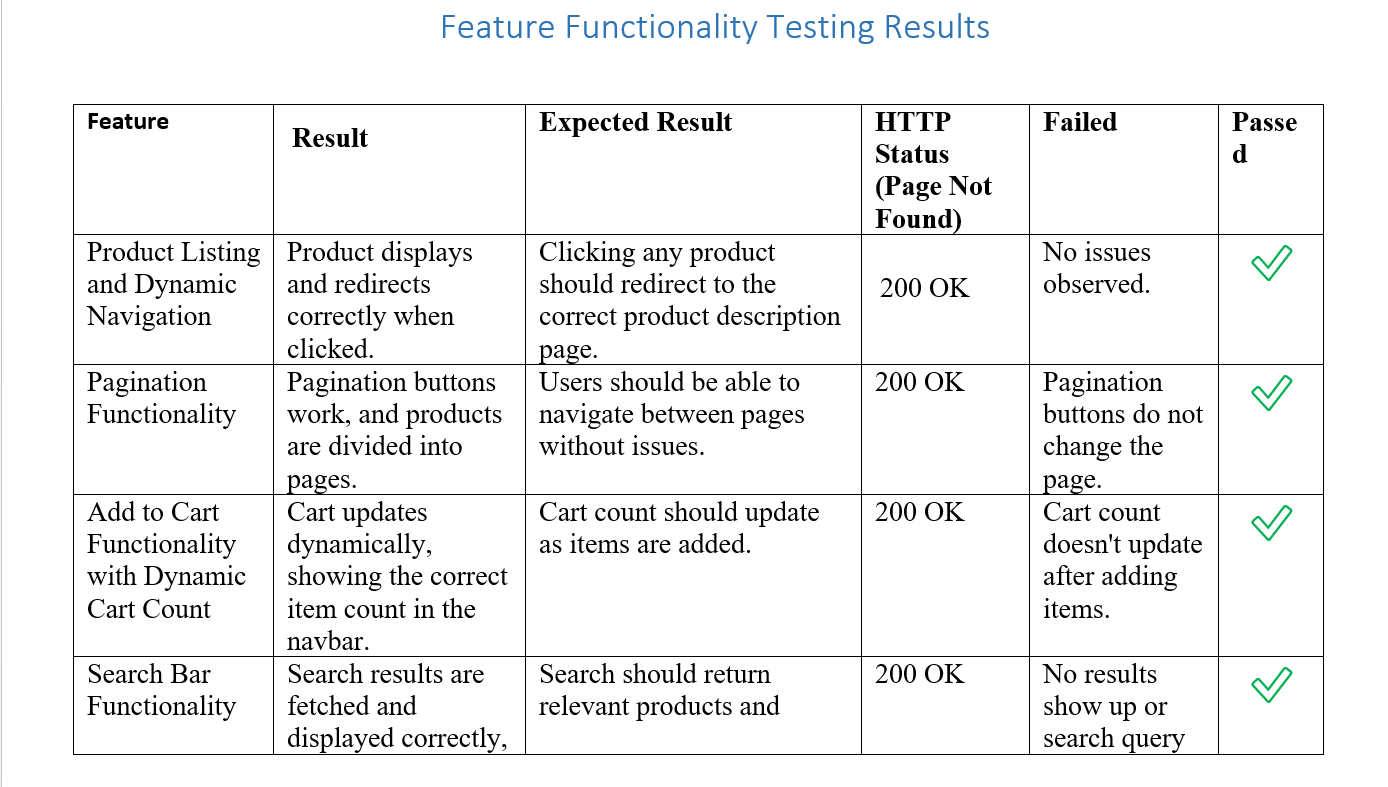 Feature Functionality Testing Results
Feature
Result
Expected Result
HTTP
Status
(Page Not
Found)
Failed
Passe
d
Product Listing
and Dynamic
Navigation
Product displays
and redirects
correctly when
clicked.
Clicking any product
should redirect to the
correct product description
page.
200 OK
No issues
observed.
Pagination
Functionality
Pagination buttons
work, and products
are divided into
pages.
Users should be able to
navigate between pages
without issues.
200 OK
Pagination
buttons do not
change the
page.
Add to Cart
Functionality
with Dynamic
Cart Count
Cart updates
dynamically,
showing the correct
item count in the
navbar.
Cart count should update
as items are added.
200 OK
Cart count
doesn't update
after adding
items.
Search Bar
Functionality
Search results are
fetched and
displayed correctly,
Search should return
relevant products and
200 OK
No results
show up or
search query